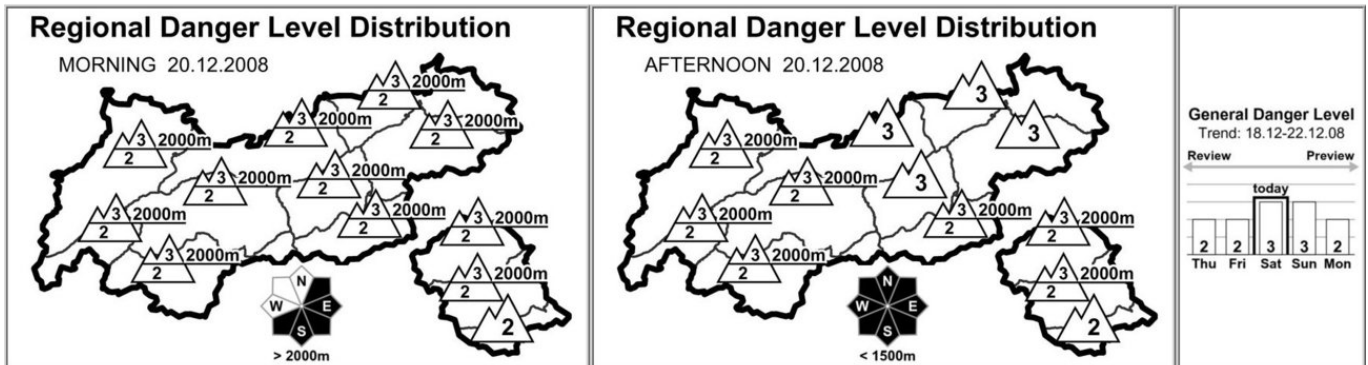 Regional Danger Level Distribution
MORNING 20.12.2008
3 2000m
2
3 2000m
2
3 2000m
2
3 2000m
2
3 2000m
2
3 2000m
2
3 2000m
2
3 2000m
2
3 2000m
2
3 2000m
2
3 2000m
2
2
N
W E
S
> 2000m
Regional Danger Level Distribution
AFTERNOON 20.12.2008
3
3
3
3 2000m
2
3
3 2000m
2
3 2000m
2
3 2000m
2
3 2000m
2
3 2000m
2
3 2000m
2
2
N
W E
S
< 1500m
General Danger Level
Trend: 18.12-22.12.08
Review Preview
today
2 2 3 3 2
Thu Fri Sat Sun Mon